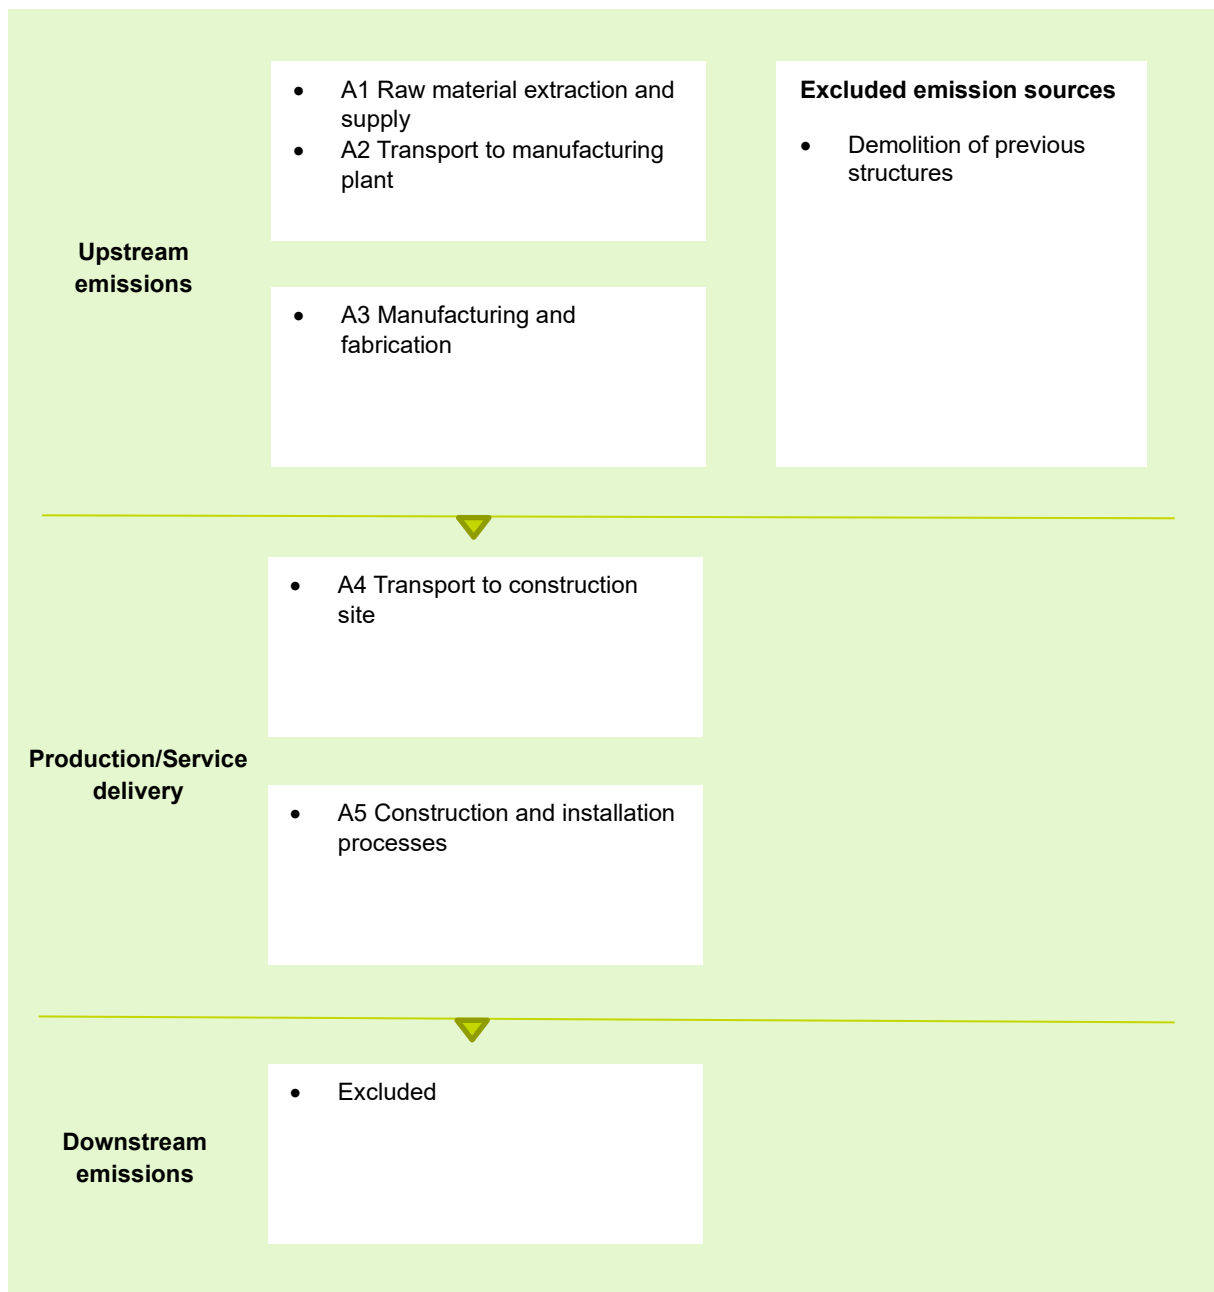 Upstream
emissions
• A1 Raw material extraction and
supply
• A2 Transport to manufacturing
plant
• A3 Manufacturing and
fabrication
Excluded emission sources
• Demolition of previous
structures
Production/Service
delivery
• A4 Transport to construction
site
• A5 Construction and installation
processes
Downstream
emissions
• Excluded